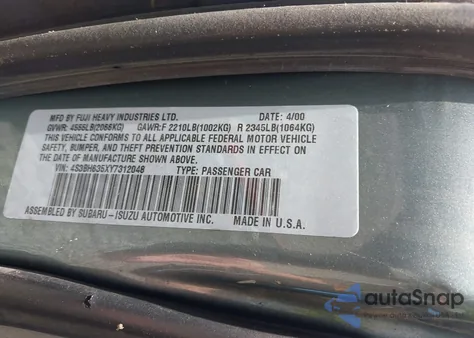 MFD. BY FUJI HEAVY INDUSTRIES LTD. DATE: 4/00
GVWR: 4555LB(2066KG) GAWR:F 2210LB(1002KG) R 2345LB(1064KG)
THIS VEHICLE CONFORMS TO ALL APPLICABLE FEDERAL MOTOR VEHICLE
SAFETY, BUMPER, AND THEFT PREVENTION STANDARDS IN EFFECT
ON THE DATE OF MANUFACTURE SHOWN ABOVE.
VIN: 4S3BH635XY7312048 TYPE: PASSENGER CAR
ASSEMBLED BY SUBARU-ISUZU AUTOMOTIVE INC. MADE IN U.S.A.
autaSnap